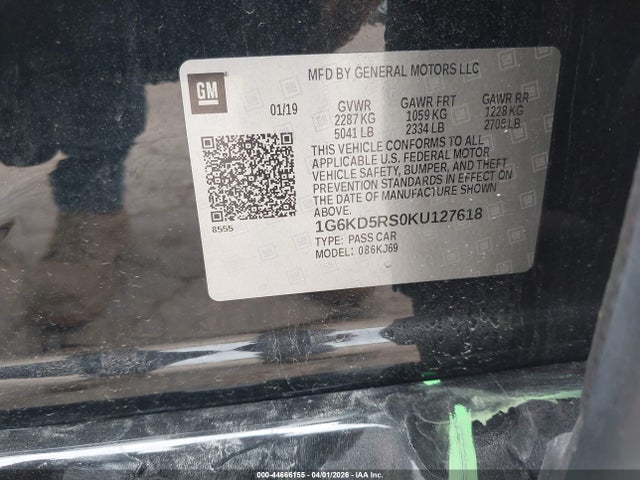 GM
MFD BY GENERAL MOTORS LLC
01/19 GVWR GAWR FRT GAWR RR
2287 KG 1059 KG 1228 KG
5041 LB 2334 LB 2708 LB
THIS VEHICLE CONFORMS TO ALL
APPLICABLE U.S. FEDERAL MOTOR
VEHICLE SAFETY, BUMPER, AND THEFT
PREVENTION STANDARDS IN EFFECT ON
THE DATE OF MANUFACTURE SHOWN
ABOVE.
8555
1G6KD5RS0KU127618
TYPE: PASS CAR
MODEL: 086KJ69
000-44665155 - 04/01/2026 - IAA Inc.